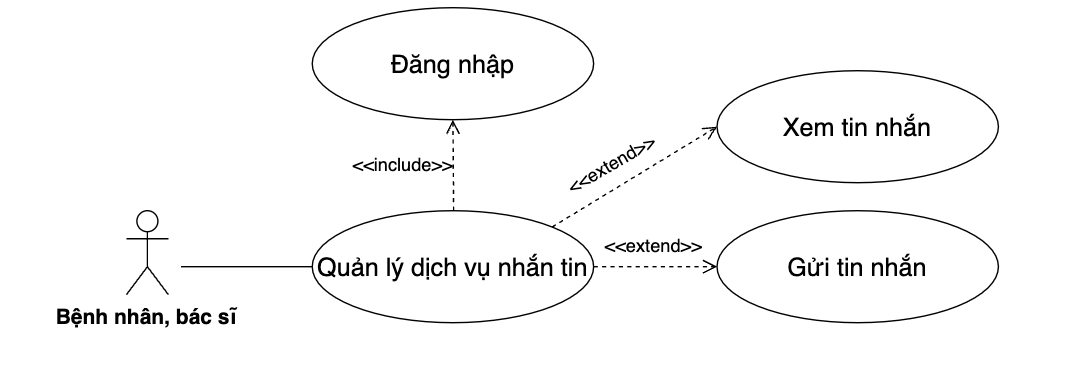 Đăng nhập
Xem tin nhắn
<<include>>
<<extend>>
<<extend>>
Quản lý dịch vụ nhắn tin
Gửi tin nhắn
Bệnh nhân, bác sĩ